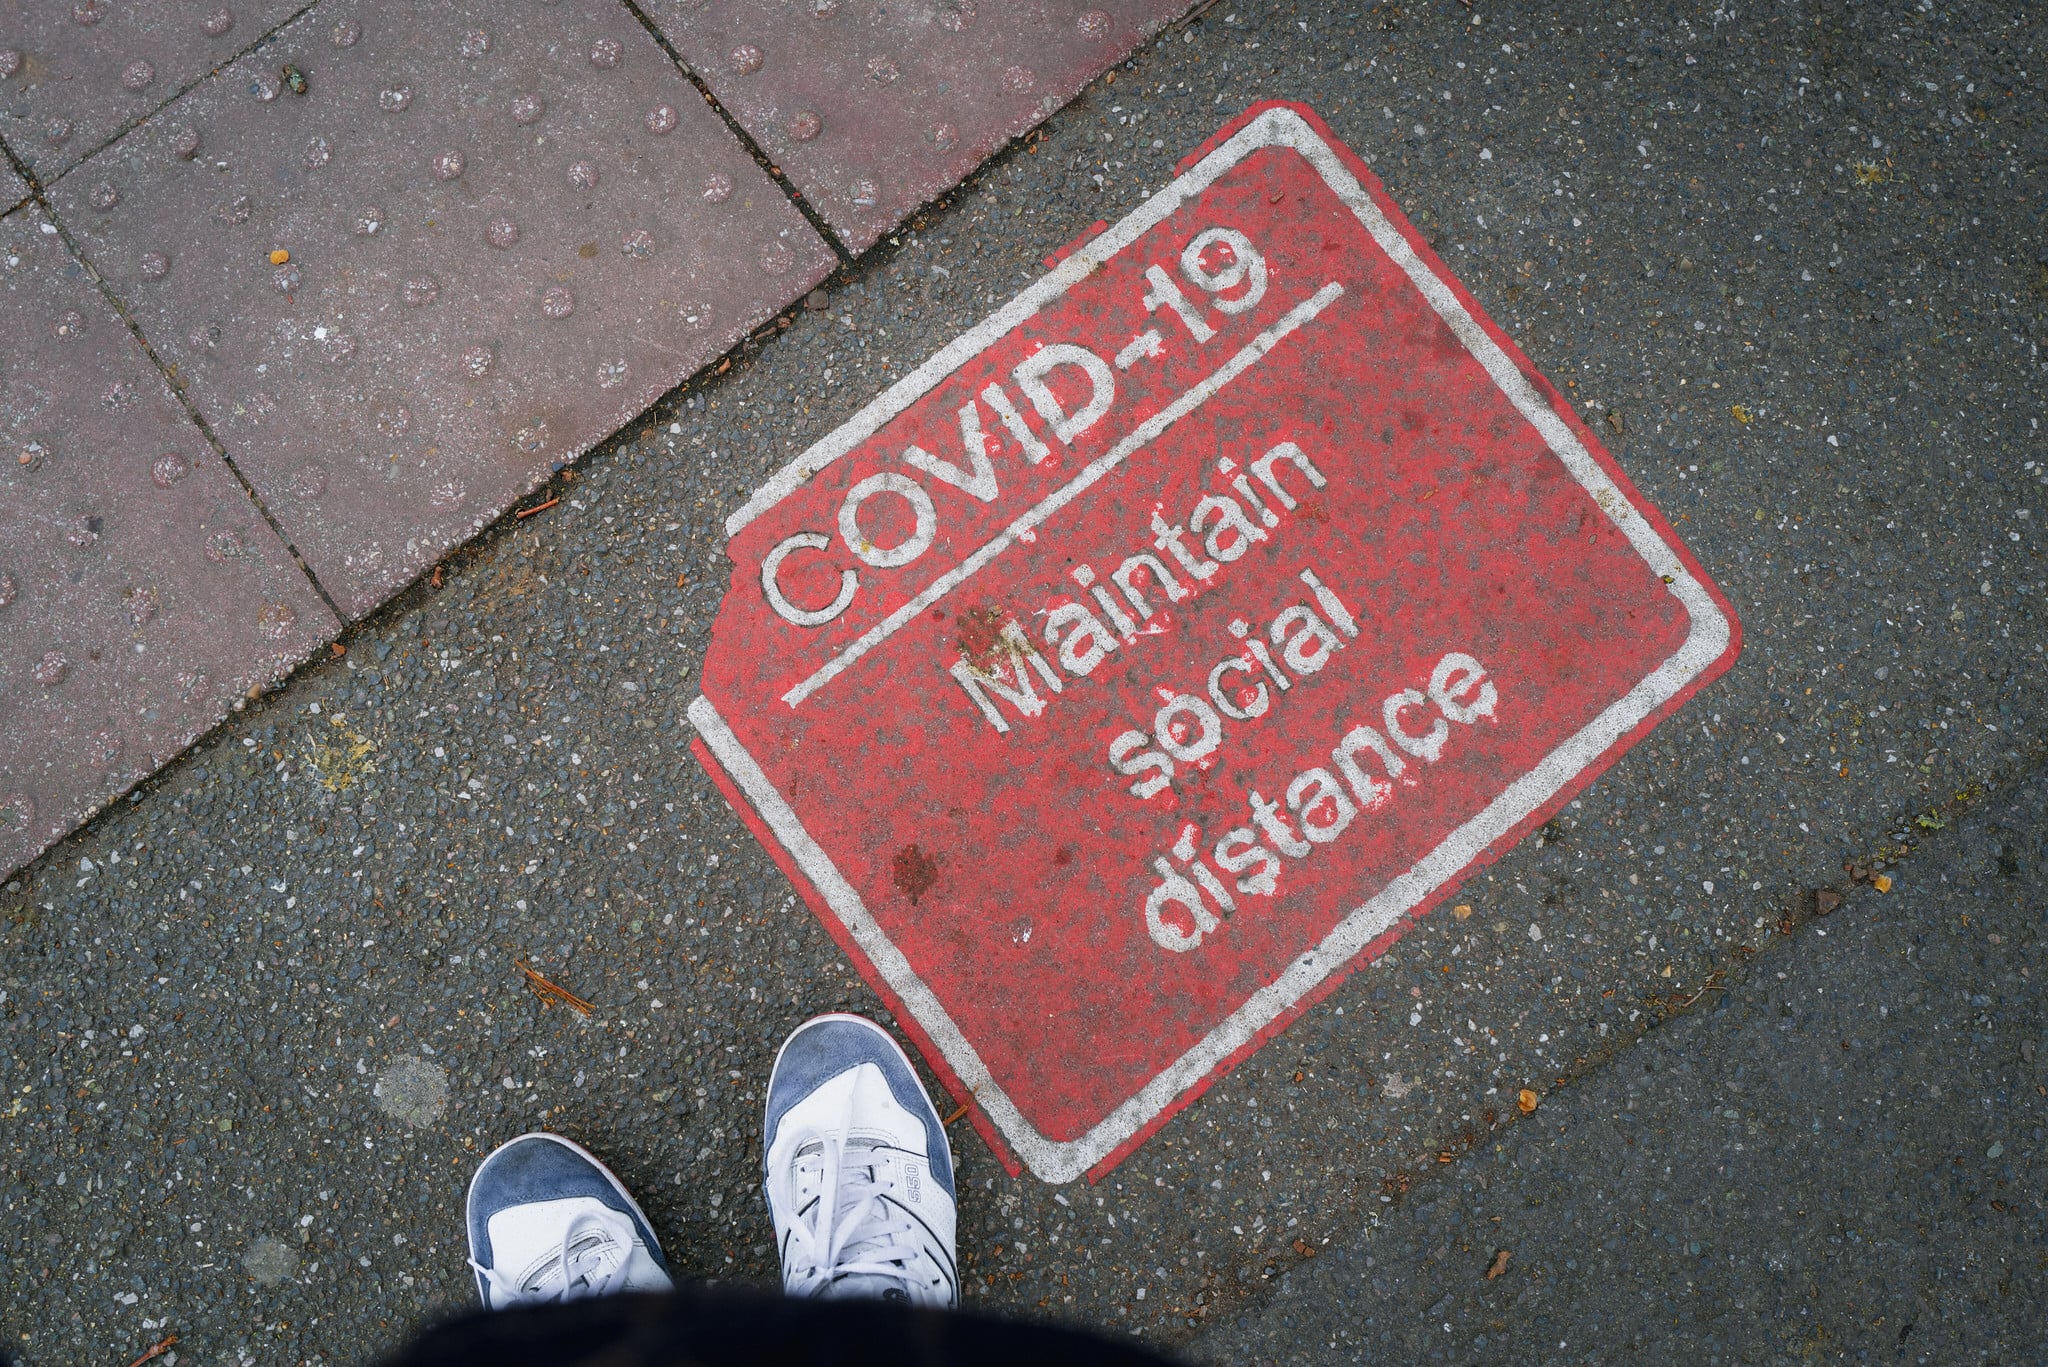 COVID-19
Maintain
social
distance
550